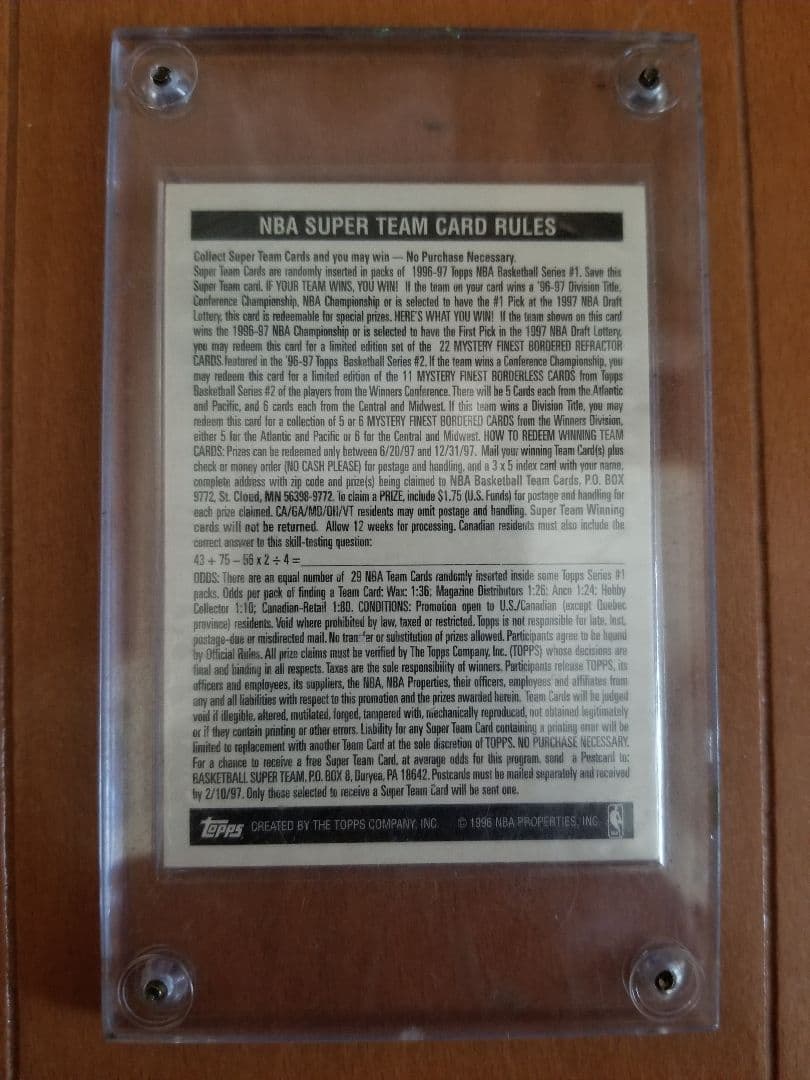 NBA SUPER TEAM CARD RULES
Collect Super Team Cards and you may win — No Purchase Necessary.
Super Team Cards are randomly inserted in packs of 1996-97 Topps NBA Basketball Series #1. Save this
Super Team card. IF YOUR TEAM WINS, YOU WIN! If the team on your card wins a '96-97 Division Title,
Conference Championship, NBA Championship or is selected to have the #1 Pick at the 1997 NBA Draft
Lottery, this card is redeemable for special prizes. HERE'S WHAT YOU WIN! If the team shown on this card
wins the 1996-97 NBA Championship or is selected to have the First Pick in the 1997 NBA Draft Lottery,
you may redeem this card for a limited edition set of the 22 MYSTERY FINEST BORDERED REFRACTOR
CARDS featured in the '96-97 Topps Basketball Series #2. If the team wins a Conference Championship, you
may redeem this card for a limited edition of the 11 MYSTERY FINEST BORDERLESS CARDS from Topps
Basketball Series #2 of the players from the Winners Conference. There will be 5 Cards each from the Atlantic
and Pacific, and 6 cards each from the Central and Midwest. If this team wins a Division Title, you may
redeem this card for a collection of 5 or 6 MYSTERY FINEST BORDERED CARDS from the Winners Division,
either 5 for the Atlantic and Pacific or 6 for the Central and Midwest. HOW TO REDEEM WINNING TEAM
CARDS: Prizes can be redeemed only between 6/20/97 and 12/31/97. Mail your winning Team Card(s) plus
check or money order (NO CASH PLEASE) for postage and handling, and a 3 x 5 index card with your name,
complete address with zip code and prize(s) being claimed to NBA Basketball Team Cards, P.O. BOX
9772, St. Cloud, MN 56398-9772. To claim a PRIZE, include $1.75 (U.S. Funds) for postage and handling for
each prize claimed. CA/GA/MD/OH/VT residents may omit postage and handling. Super Team Winning
cards will not be returned. Allow 12 weeks for processing. Canadian residents must also include the
correct answer to this skill-testing question:
43 + 75 – 56 x 2 ÷ 4 =
ODDS: There are an equal number of 29 NBA Team Cards randomly inserted inside some Topps Series #1
packs. Odds per pack of finding a Team Card: Wax: 1:36; Magazine Distributors 1:26; Anco 1:24; Hobby
Collector 1:10; Canadian-Retail 1:80. CONDITIONS: Promotion open to U.S./Canadian (except Quebec
province) residents. Void where prohibited by law, taxed or restricted. Topps is not responsible for late, lost,
postage-due or misdirected mail. No transfer or substitution of prizes allowed. Participants agree to be bound
by Official Rules. All prize claims must be verified by The Topps Company, Inc. (TOPPS) whose decisions are
final and binding in all respects. Taxes are the sole responsibility of winners. Participants release TOPPS, its
officers and employees, its suppliers, the NBA, NBA Properties, their officers, employees and affiliates from
any and all liabilities with respect to this promotion and the prizes awarded herein. Team Cards will be judged
void if illegible, altered, mutilated, forged, tampered with, mechanically reproduced, not obtained legitimately
or if they contain printing or other errors. Liability for any Super Team Card containing a printing error will be
limited to replacement with another Team Card at the sole discretion of TOPPS. NO PURCHASE NECESSARY.
For a chance to receive a free Super Team Card, at average odds for this program, send a Postcard to:
BASKETBALL SUPER TEAM, P.O. BOX 8, Duryea, PA 18642. Postcards must be mailed separately and received
by 2/10/97. Only those selected to receive a Super Team Card will be sent one.
Topps CREATED BY THE TOPPS COMPANY, INC. © 1996 NBA PROPERTIES, INC.